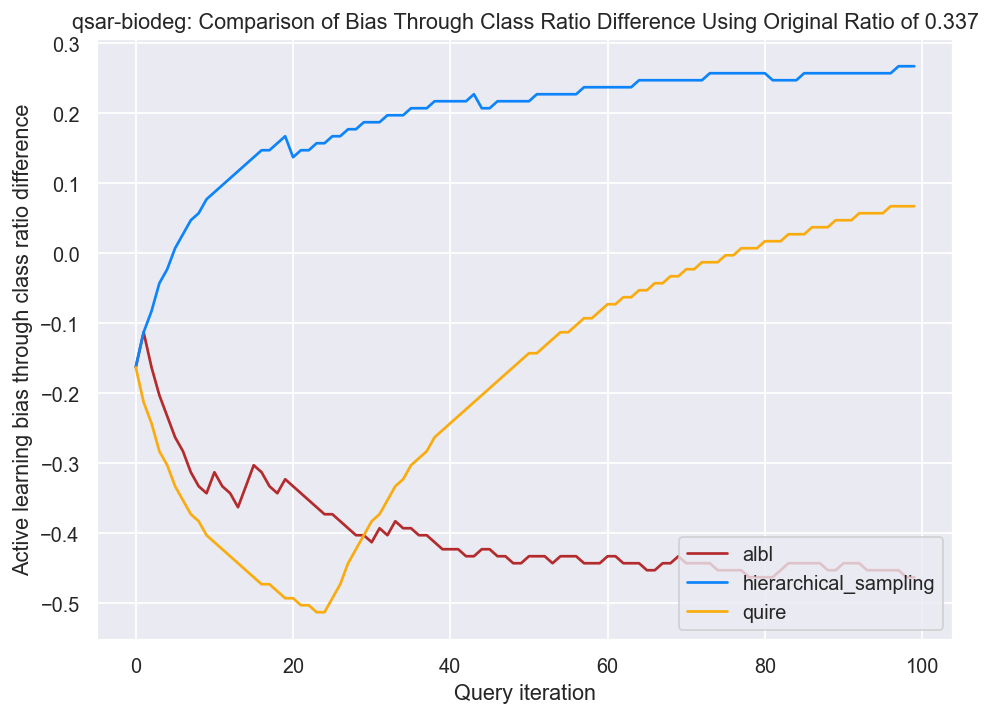 qsar-biodeg: Comparison of Bias Through Class Ratio Difference Using Original Ratio of 0.337
Active learning bias through class ratio difference
0.3
0.2
0.1
0.0
−0.1
−0.2
−0.3
−0.4
−0.5
albl
hierarchical_sampling
quire
0
20
40
60
80
100
Query iteration